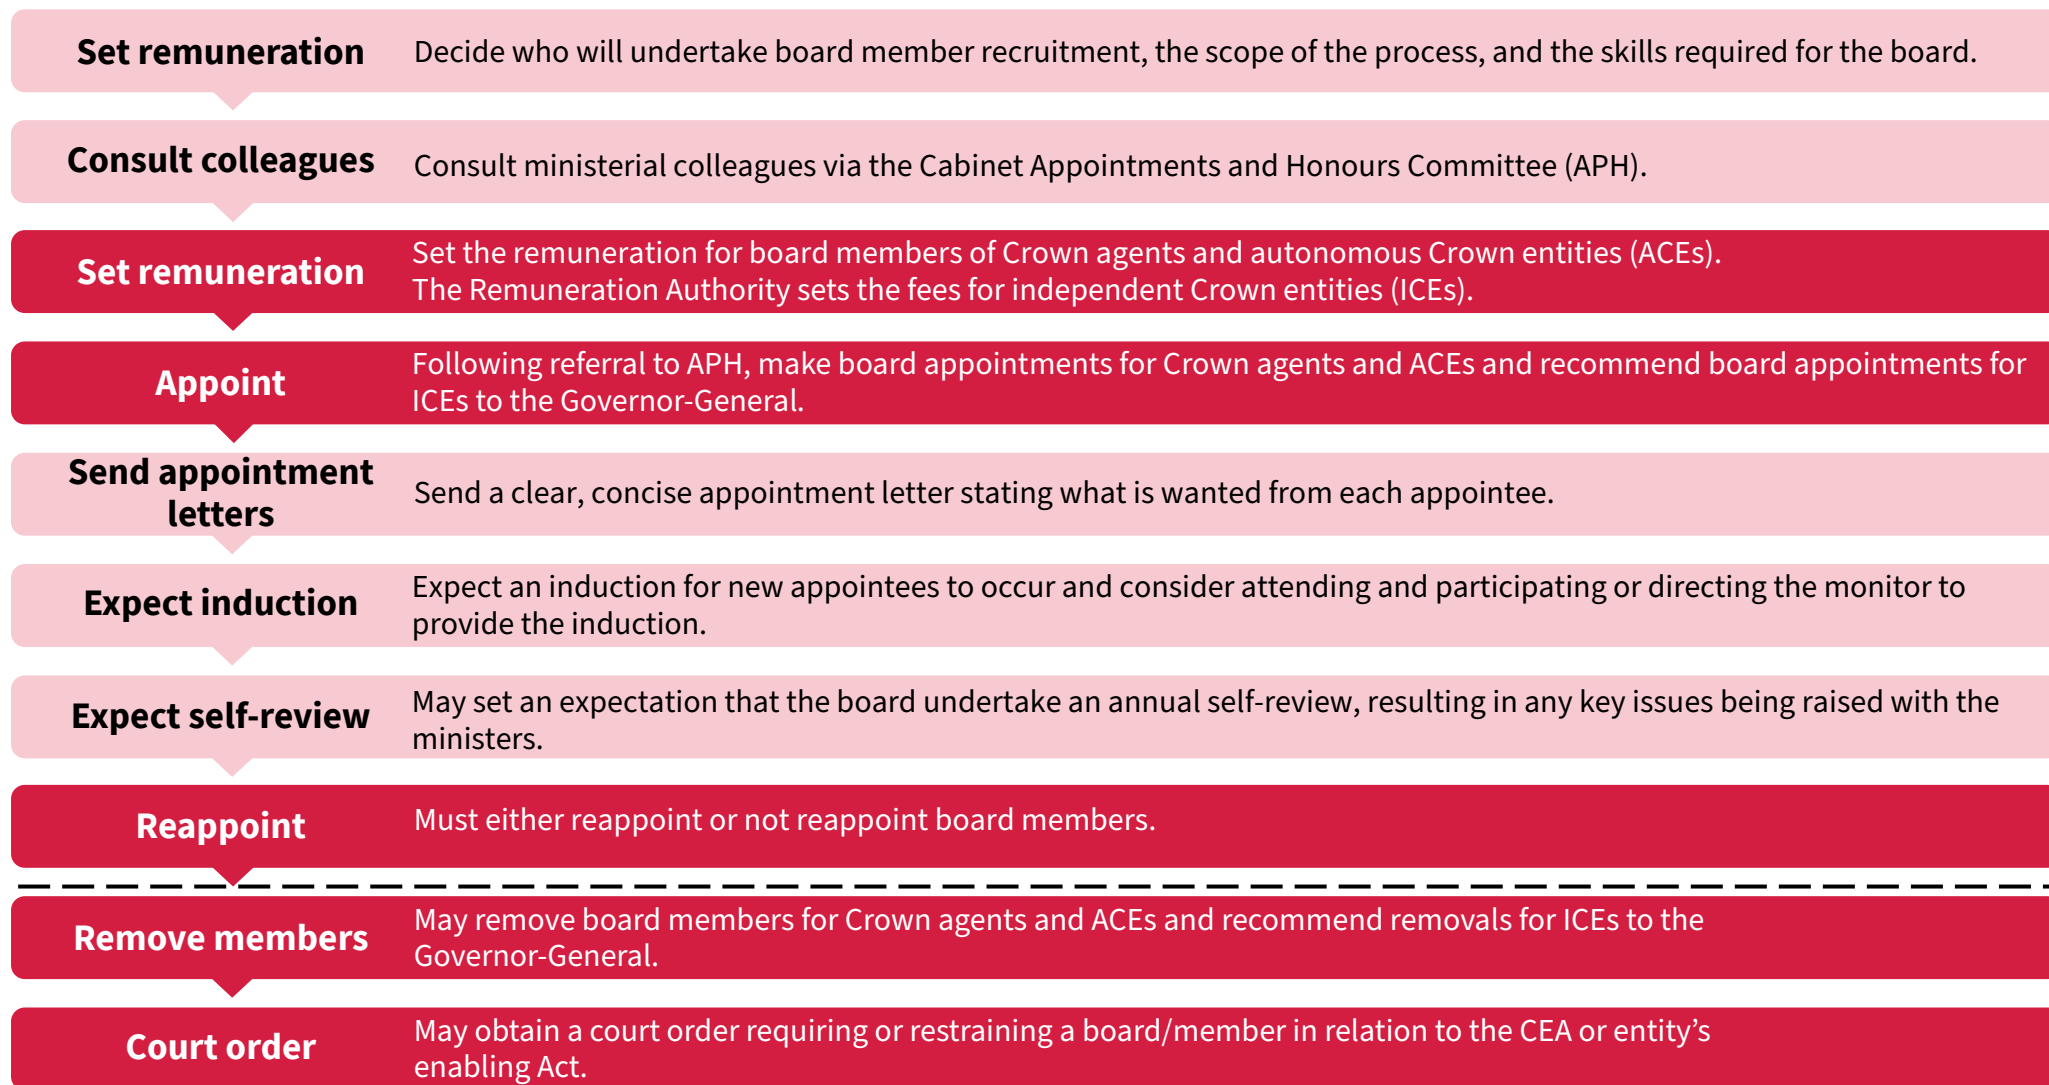 Set remuneration
Decide who will undertake board member recruitment, the scope of the process, and the skills required for the board.
Consult colleagues
Consult ministerial colleagues via the Cabinet Appointments and Honours Committee (APH).
Set remuneration
Set the remuneration for board members of Crown agents and autonomous Crown entities (ACEs).
The Remuneration Authority sets the fees for independent Crown entities (ICEs).
Appoint
Following referral to APH, make board appointments for Crown agents and ACEs and recommend board appointments for
ICEs to the Governor-General.
Send appointment
letters
Send a clear, concise appointment letter stating what is wanted from each appointee.
Expect induction
Expect an induction for new appointees to occur and consider attending and participating or directing the monitor to
provide the induction.
Expect self-review
May set an expectation that the board undertake an annual self-review, resulting in any key issues being raised with the
ministers.
Reappoint
Must either reappoint or not reappoint board members.
Remove members
May remove board members for Crown agents and ACEs and recommend removals for ICEs to the
Governor-General.
Court order
May obtain a court order requiring or restraining a board/member in relation to the CEA or entity’s
enabling Act.